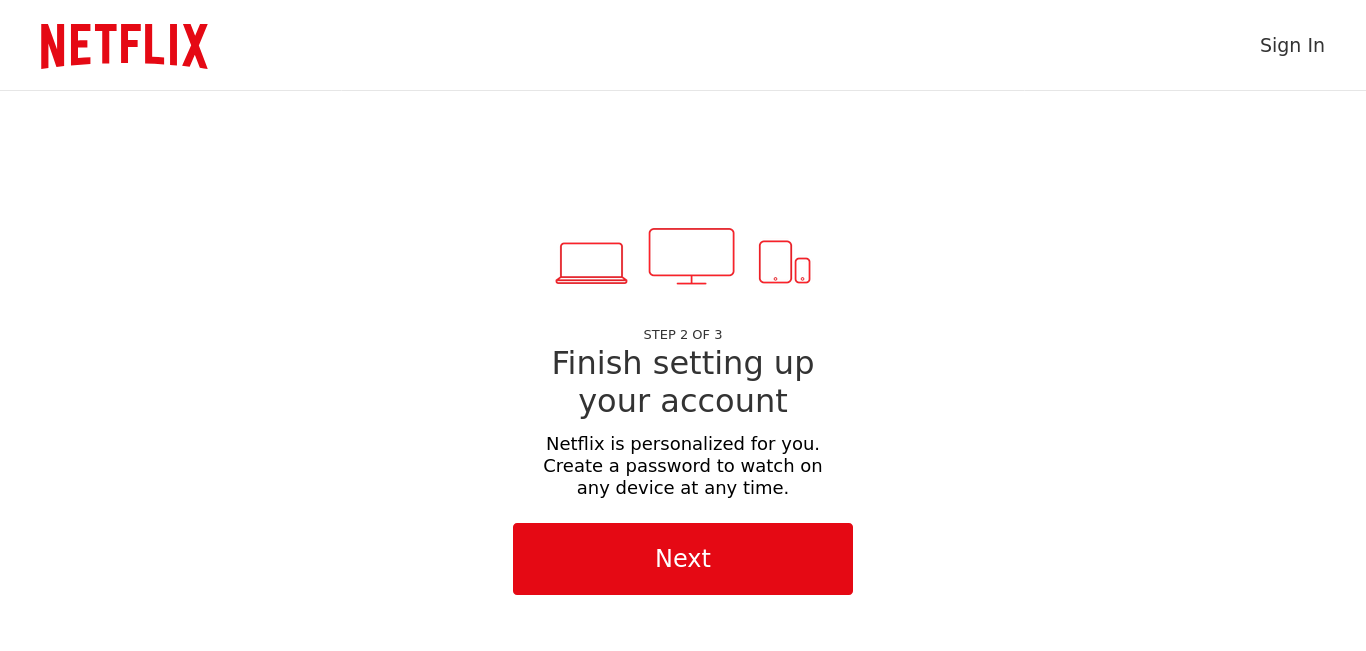 NETFLIX
Sign In
STEP 2 OF 3
Finish setting up
your account
Netflix is personalized for you.
Create a password to watch on
any device at any time.
Next